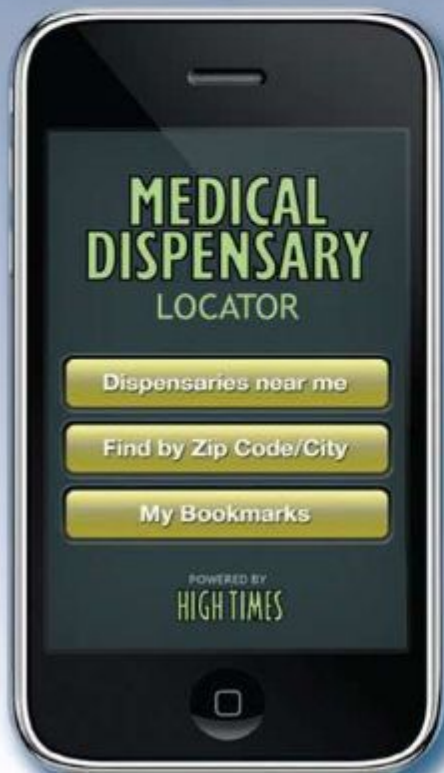 MEDICAL
DISPENSARY
LOCATOR
Dispensaries near me
Find by Zip Code/City
My Bookmarks
POWERED BY
HIGH TIMES